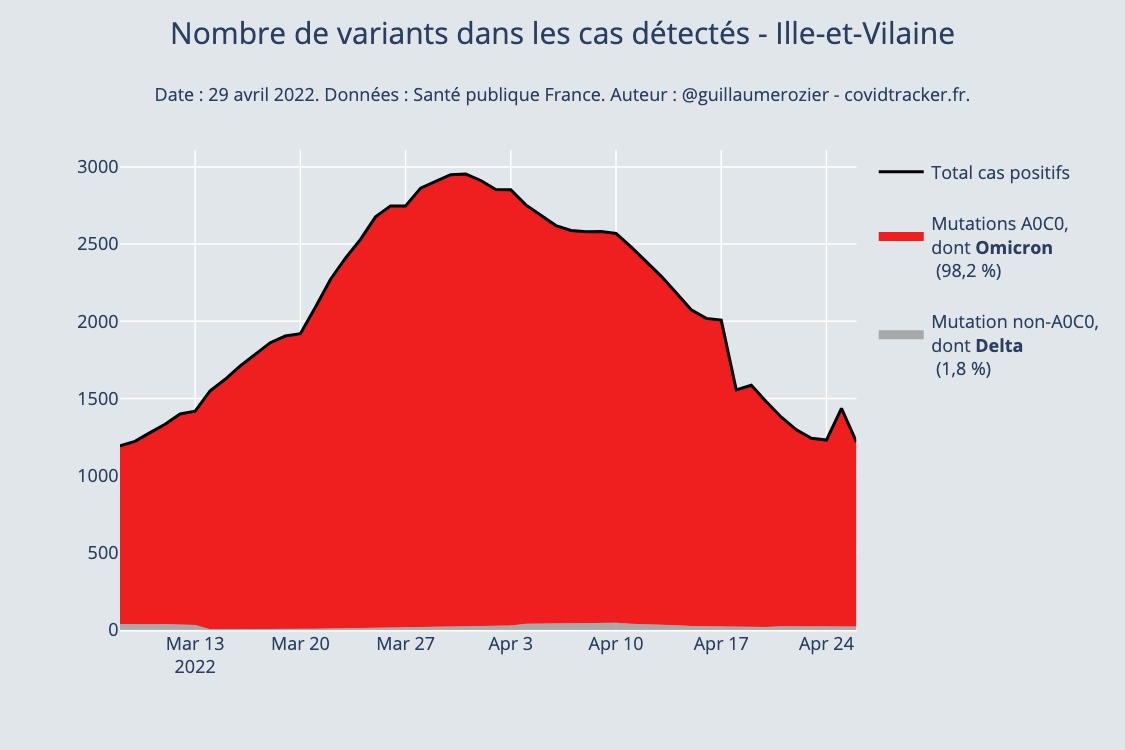 Nombre de variants dans les cas détectés - Ille-et-Vilaine
Date : 29 avril 2022. Données : Santé publique France. Auteur : @guillaumerozier - covidtracker.fr.
3000
2500
2000
1500
1000
500
0
Mar 13
2022
Mar 20
Mar 27
Apr 3
Apr 10
Apr 17
Apr 24
Total cas positifs
Mutations A0C0,
dont Omicron
(98,2 %)
Mutation non-A0C0,
dont Delta
(1,8 %)